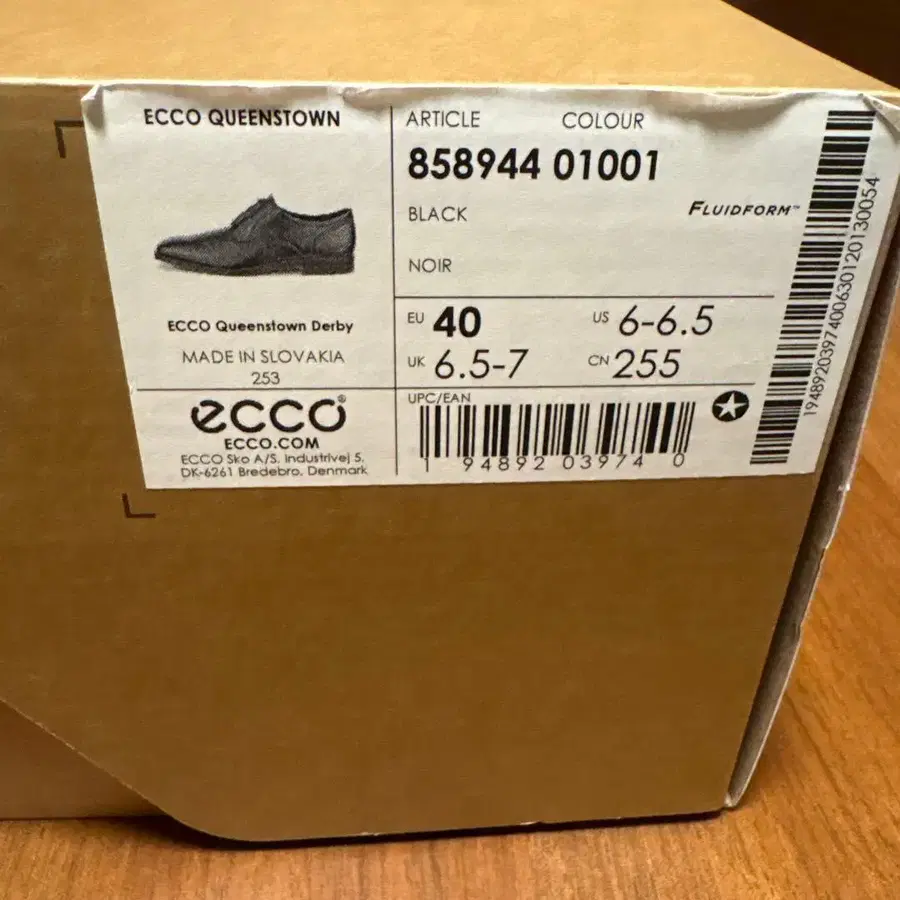 ECCO QUEENSTOWN
ECCO Queenstown Derby
MADE IN SLOVAKIA
253
ecco®
ECCO.COM
ECCO Sko A/S. Industrivej 5.
DK-6261 Bredebro, Denmark
ARTICLE COLOUR
858944 01001
BLACK
FLUIDFORM™
NOIR
EU 40 US 6-6.5
UK 6.5-7 CN 255
UPC/EAN
1 94892 03974 0
1948920397400630120130054